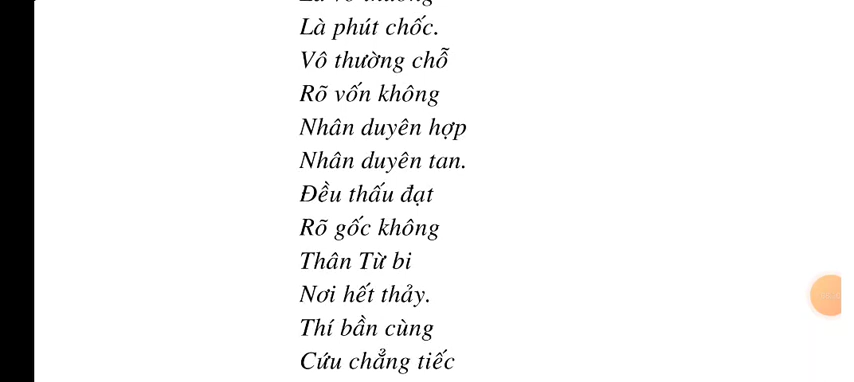 Là phút chốc.
Vô thường chỗ
Rõ vốn không
Nhân duyên hợp
Nhân duyên tan.
Đều thấu đạt
Rõ gốc không
Thân Từ bi
Nơi hết thảy.
Thí bần cùng
Cứu chẳng tiếc